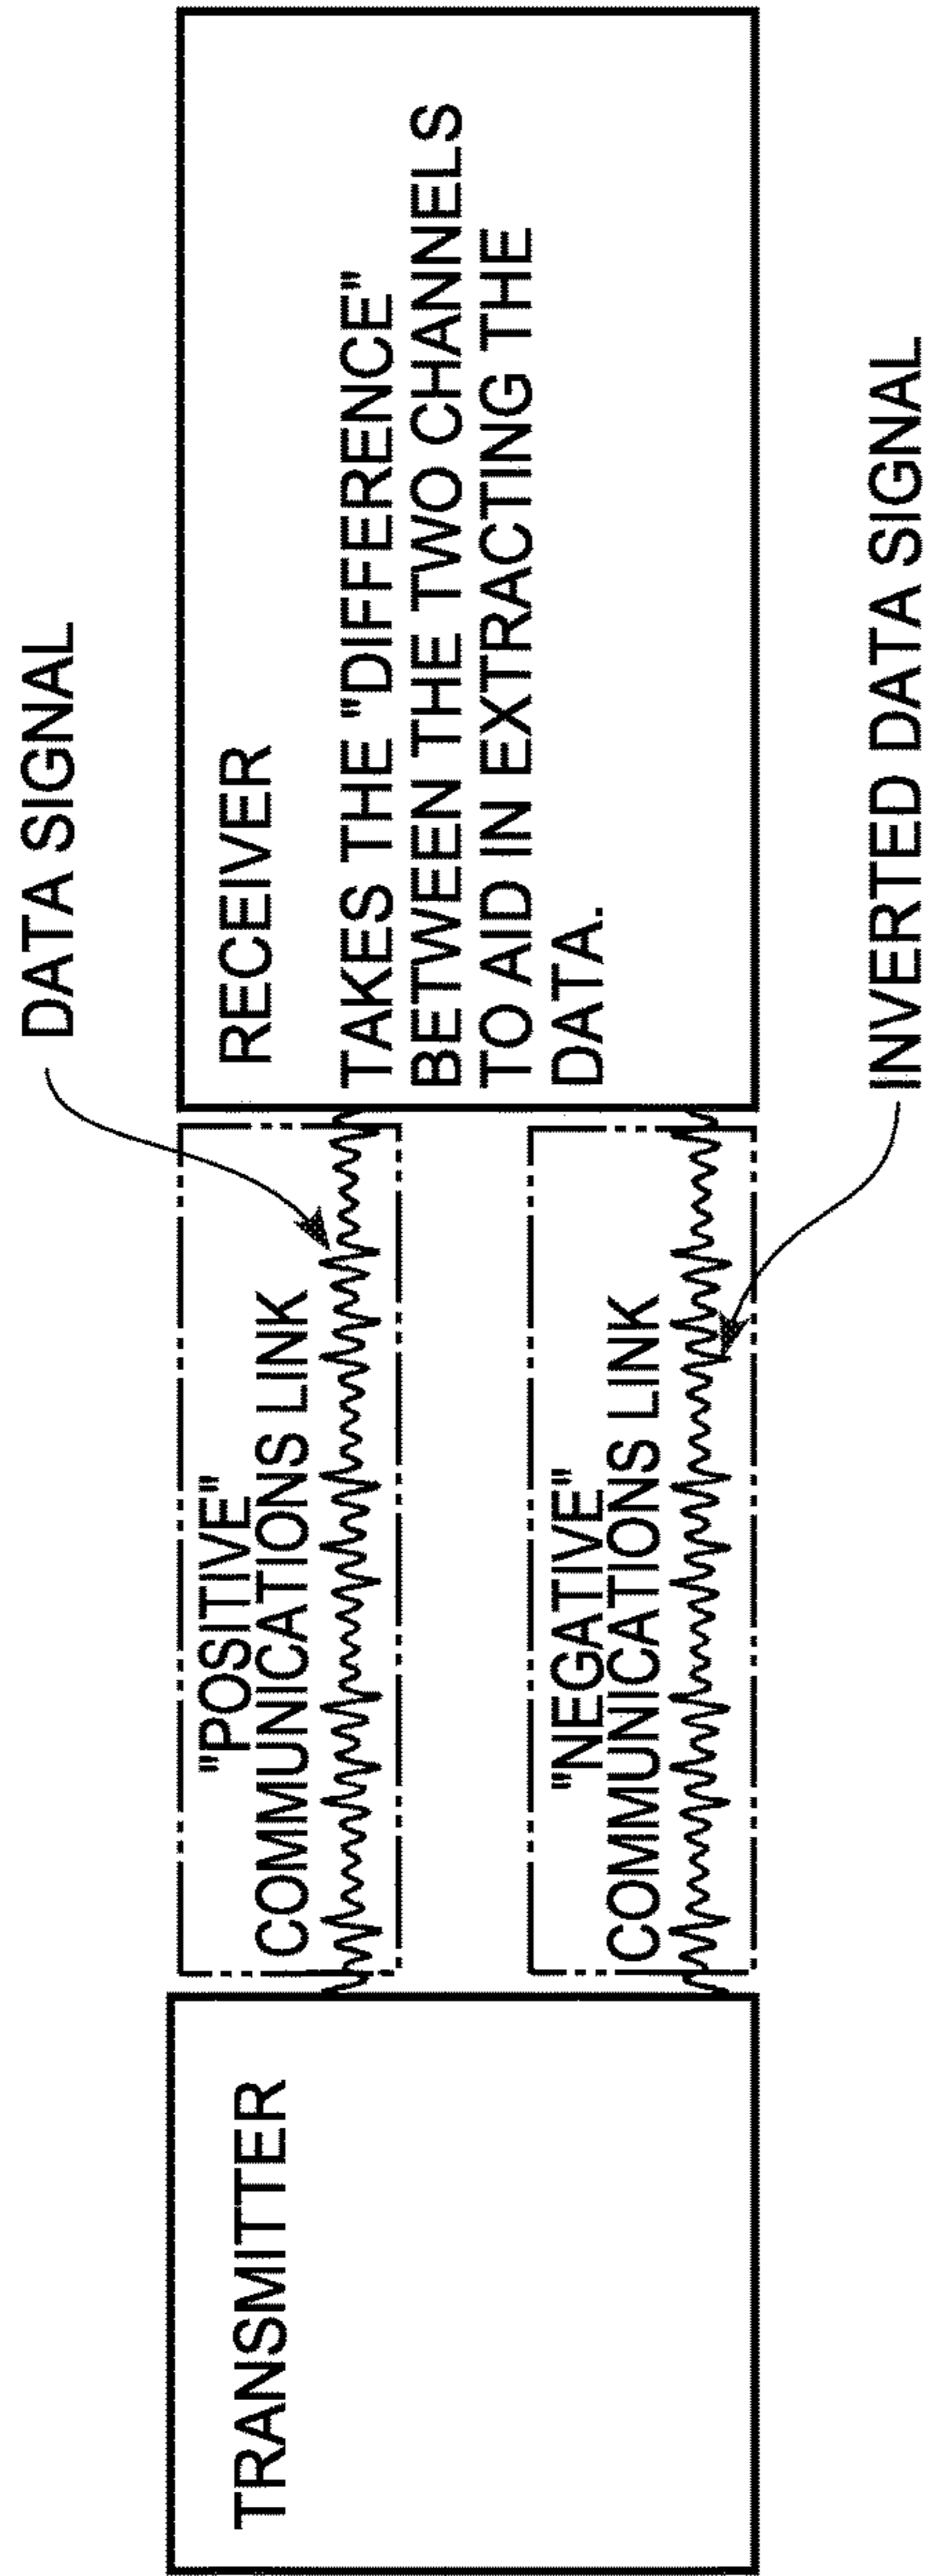 DATA SIGNAL
TRANSMITTER
"POSITIVE"
COMMUNICATIONS LINK
"NEGATIVE"
COMMUNICATIONS LINK
RECEIVER
TAKES THE "DIFFERENCE"
BETWEEN THE TWO CHANNELS
TO AID IN EXTRACTING THE
DATA.
INVERTED DATA SIGNAL